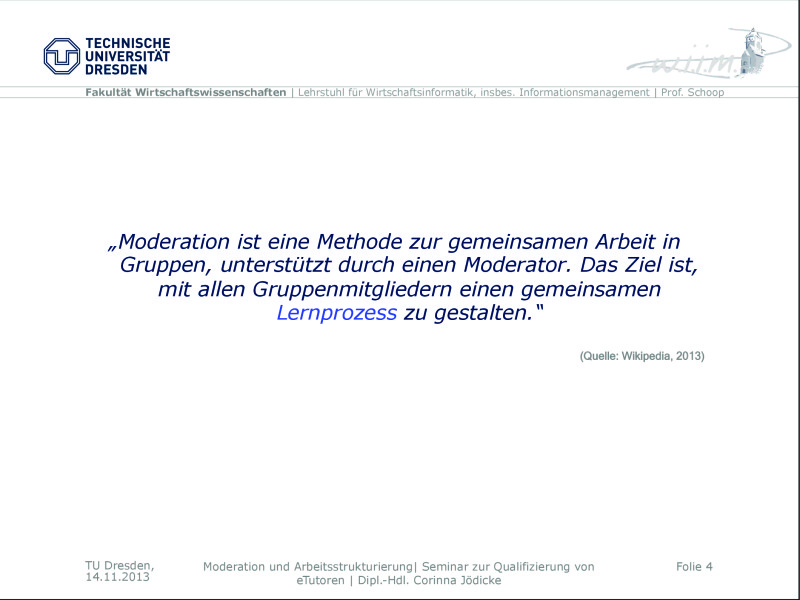 TECHNISCHE
UNIVERSITÄT
DRESDEN
w.i.i.m.
Fakultät Wirtschaftswissenschaften | Lehrstuhl für Wirtschaftsinformatik, insbes. Informationsmanagement | Prof. Schoop
„Moderation ist eine Methode zur gemeinsamen Arbeit in
Gruppen, unterstützt durch einen Moderator. Das Ziel ist,
mit allen Gruppenmitgliedern einen gemeinsamen
Lernprozess zu gestalten.“
(Quelle: Wikipedia, 2013)
TU Dresden,
14.11.2013
Moderation und Arbeitsstrukturierung| Seminar zur Qualifizierung von
eTutoren | Dipl.-Hdl. Corinna Jödicke
Folie 4